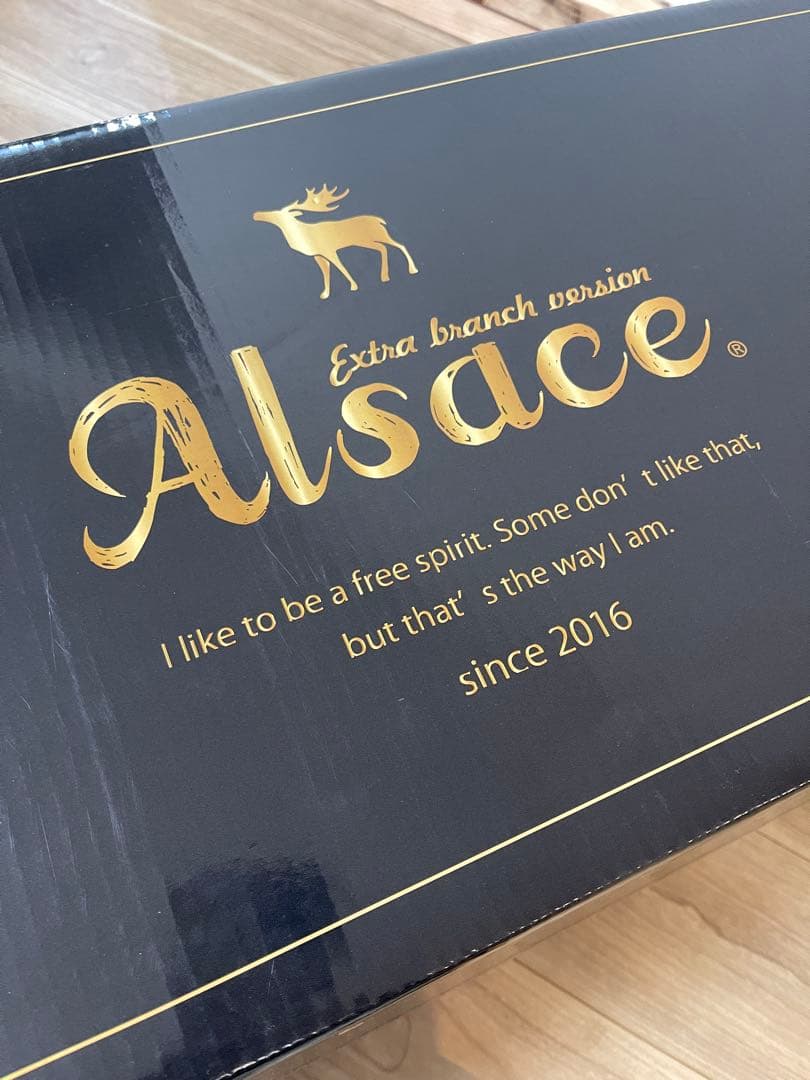 Extra branch version
Alsace®
I like to be a free spirit. Some don’ t like that,
but that’ s the way I am.
since 2016